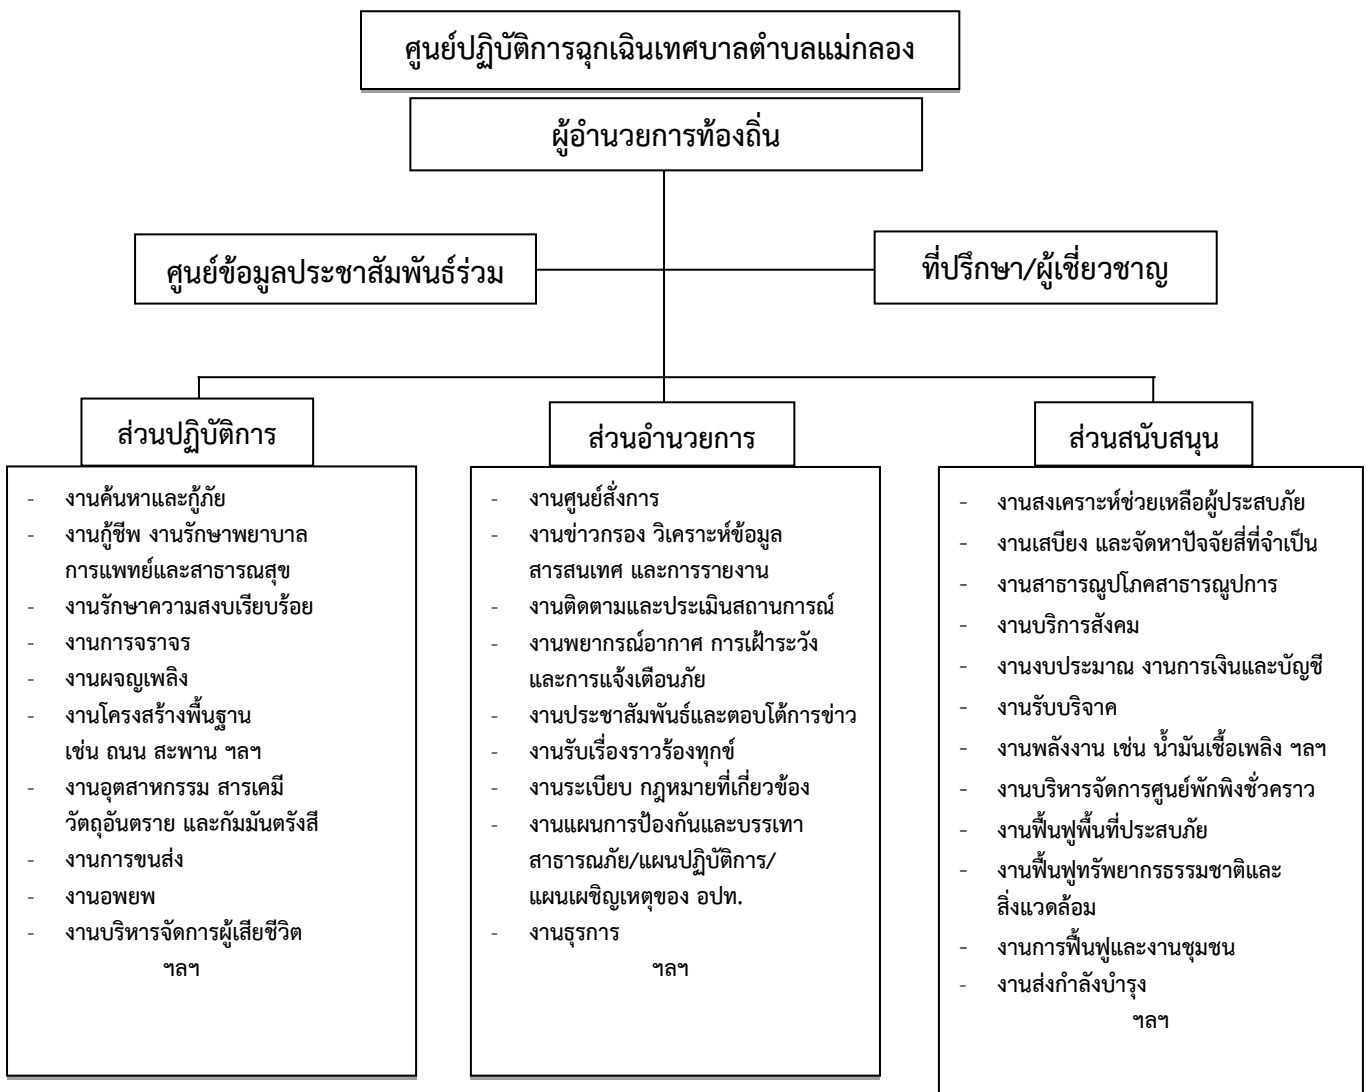 ศูนย์ปฏิบัติการฉุกเฉินเทศบาลตำบลแม่กลอง
ผู้อำนวยการท้องถิ่น
ศูนย์ข้อมูลประชาสัมพันธ์ร่วม
ที่ปรึกษา/ผู้เชี่ยวชาญ
ส่วนปฏิบัติการ
- งานค้นหาและกู้ภัย
- งานกู้ชีพ งานรักษาพยาบาล
การแพทย์และสาธารณสุข
- งานรักษาความสงบเรียบร้อย
- งานการจราจร
- งานผจญเพลิง
- งานโครงสร้างพื้นฐาน
เช่น ถนน สะพาน ฯลฯ
- งานอุตสาหกรรม สารเคมี
วัตถุอันตราย และกัมมันตรังสี
- งานการขนส่ง
- งานอพยพ
- งานบริหารจัดการผู้เสียชีวิต
ฯลฯ
ส่วนอำนวยการ
- งานศูนย์สั่งการ
- งานข่าวกรอง วิเคราะห์ข้อมูล
สารสนเทศ และการรายงาน
- งานติดตามและประเมินสถานการณ์
- งานพยากรณ์อากาศ การเฝ้าระวัง
และการแจ้งเตือนภัย
- งานประชาสัมพันธ์และตอบโต้การข่าว
- งานรับเรื่องราวร้องทุกข์
- งานระเบียบ กฎหมายที่เกี่ยวข้อง
- งานแผนการป้องกันและบรรเทา
สาธารณภัย/แผนปฏิบัติการ/
แผนเผชิญเหตุของ อปท.
- งานธุรการ
ฯลฯ
ส่วนสนับสนุน
- งานสงเคราะห์ช่วยเหลือผู้ประสบภัย
- งานเสบียง และจัดหาปัจจัยสี่ที่จำเป็น
- งานสาธารณูปโภคสาธารณูปการ
- งานบริการสังคม
- งานงบประมาณ งานการเงินและบัญชี
- งานรับบริจาค
- งานพลังงาน เช่น น้ำมันเชื้อเพลิง ฯลฯ
- งานบริหารจัดการศูนย์พักพิงชั่วคราว
- งานฟื้นฟูพื้นที่ประสบภัย
- งานฟื้นฟูทรัพยากรธรรมชาติและ
สิ่งแวดล้อม
- งานการฟื้นฟูและงานชุมชน
- งานส่งกำลังบำรุง
ฯลฯ